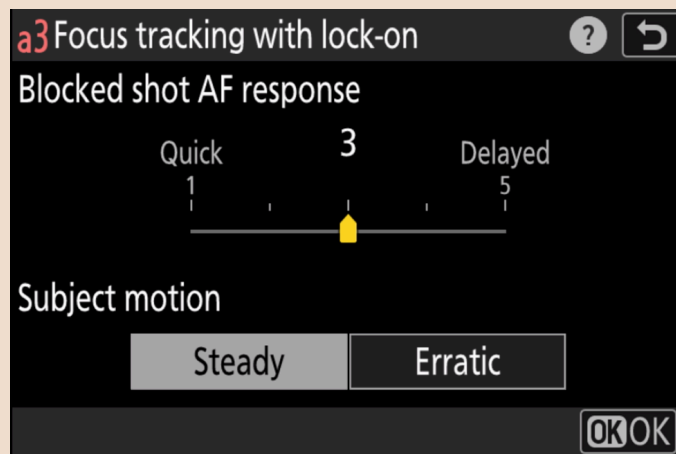 a3 Focus tracking with lock-on ?
Blocked shot AF response
3
Quick Delayed
1 5
Subject motion
Steady Erratic
OK OK